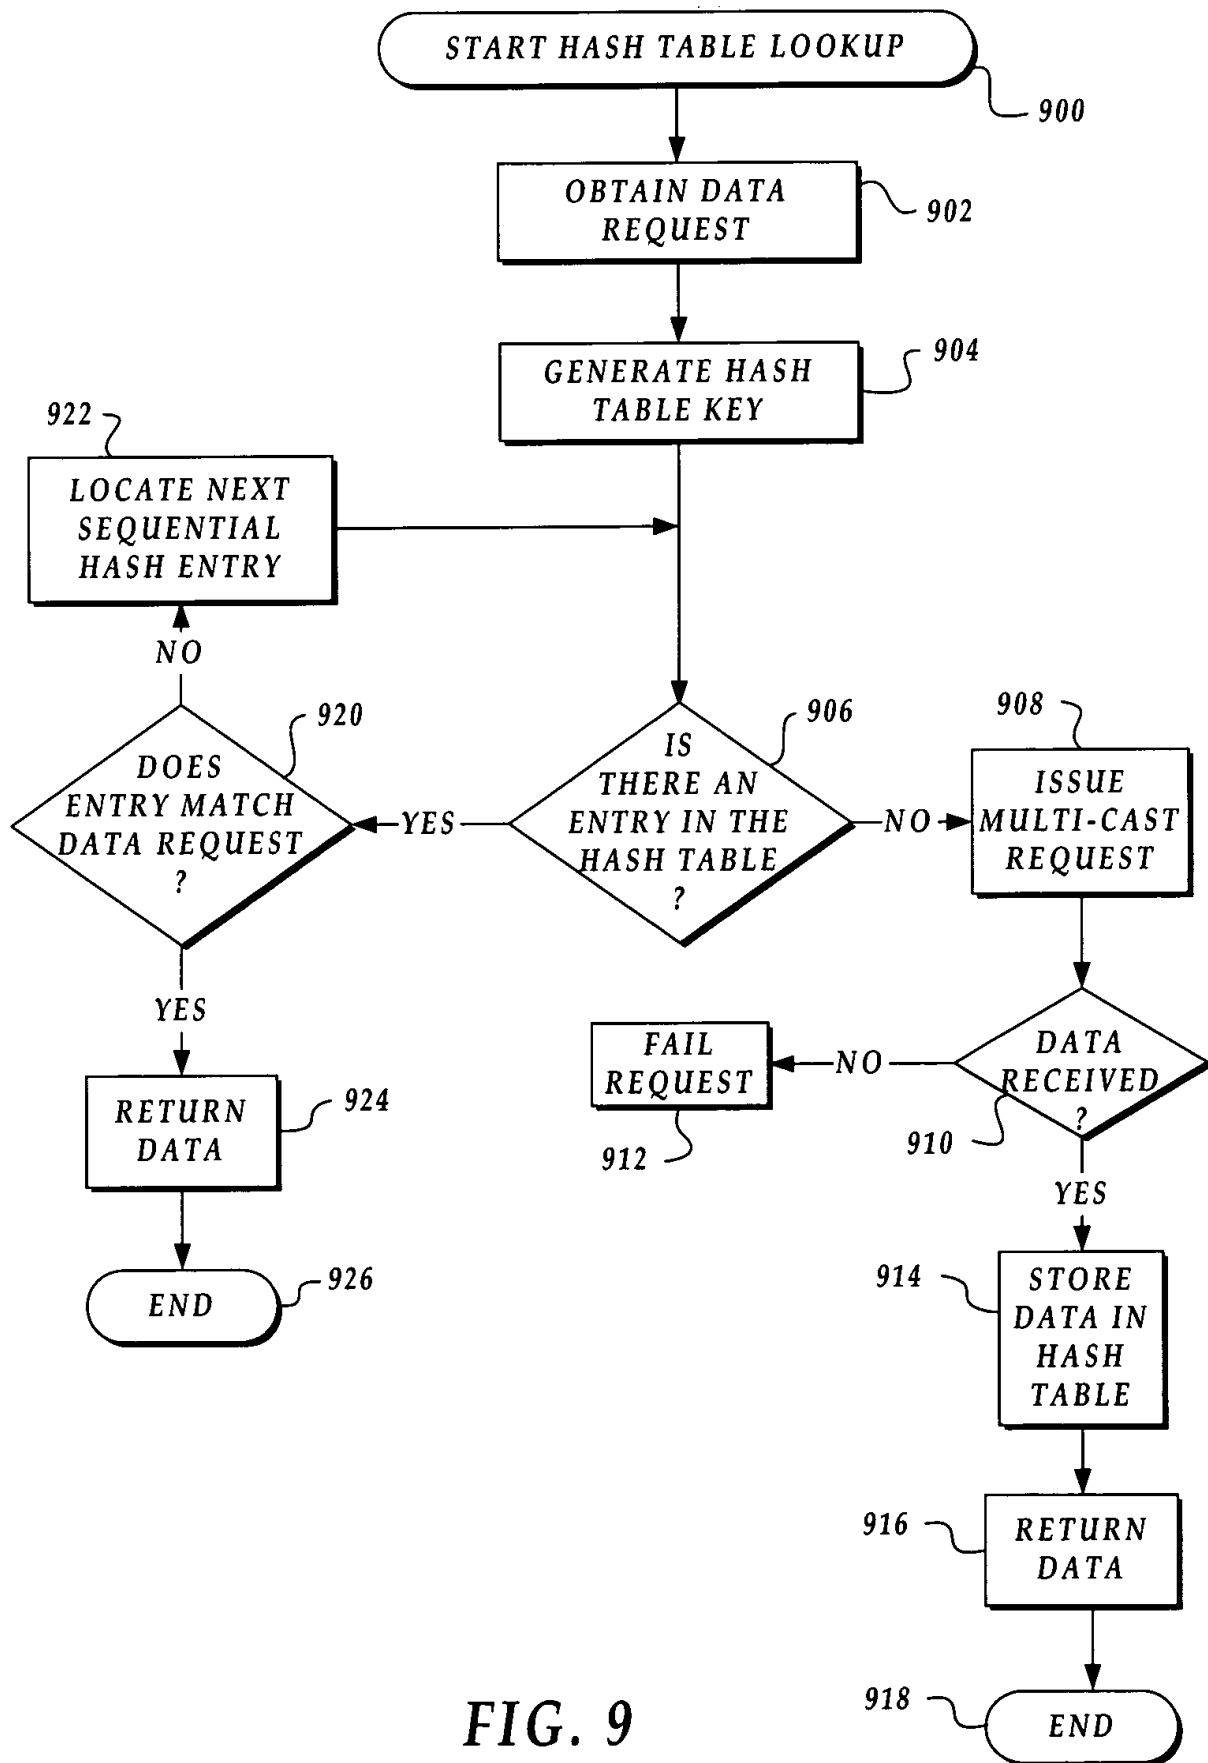 START HASH TABLE LOOKUP
900
OBTAIN DATA
REQUEST
902
GENERATE HASH
TABLE KEY
904
922
LOCATE NEXT
SEQUENTIAL
HASH ENTRY
NO
920
DOES
ENTRY MATCH
DATA REQUEST
?
YES
906
IS
THERE AN
ENTRY IN THE
HASH TABLE
?
NO
908
ISSUE
MULTI-CAST
REQUEST
YES
RETURN
DATA
924
END
926
FAIL
REQUEST
912
NO
DATA
RECEIVED
?
910
YES
914
STORE
DATA IN
HASH
TABLE
916
RETURN
DATA
918
END
FIG. 9